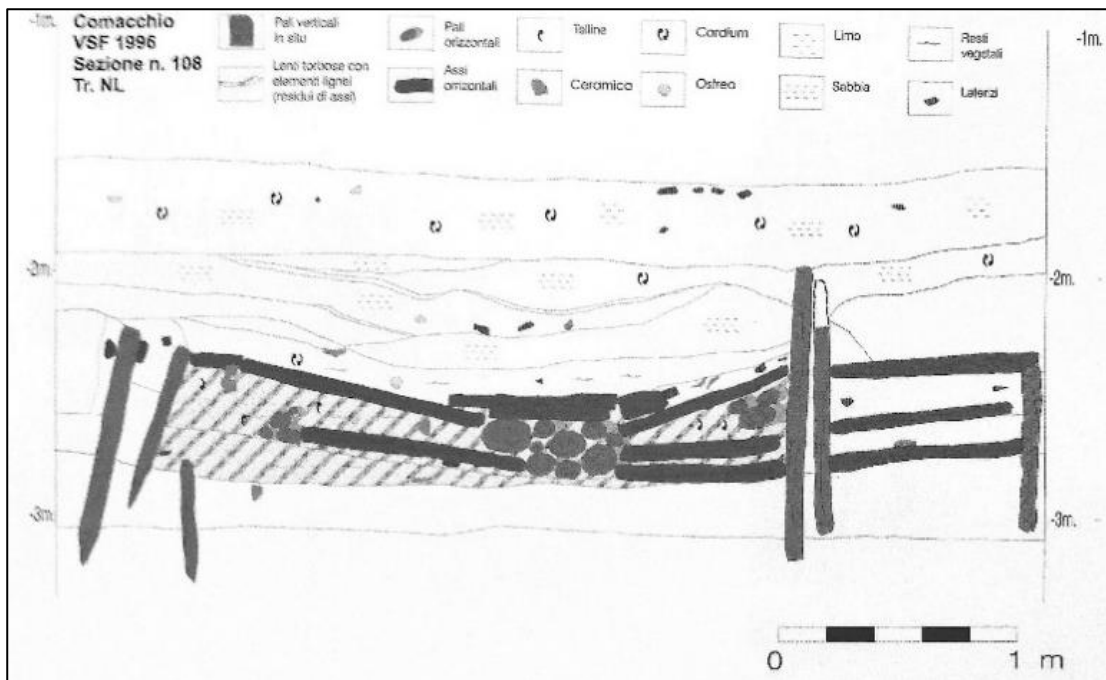 -1m.
Comacchio
VSF 1996
Sezione n. 108
Tr. NL
Pali verticali
in situ
Pali
orizzontali
Telline
Cardium
Limo
Resti
vegetali
-1m.
Lenti torbose con
elementi lignei
(residui di assi)
Assi
orizzontali
Ceramica
Ostrea
Sabbia
Laterizi
-2m.
-2m.
-3m.
-3m.
0 1 m